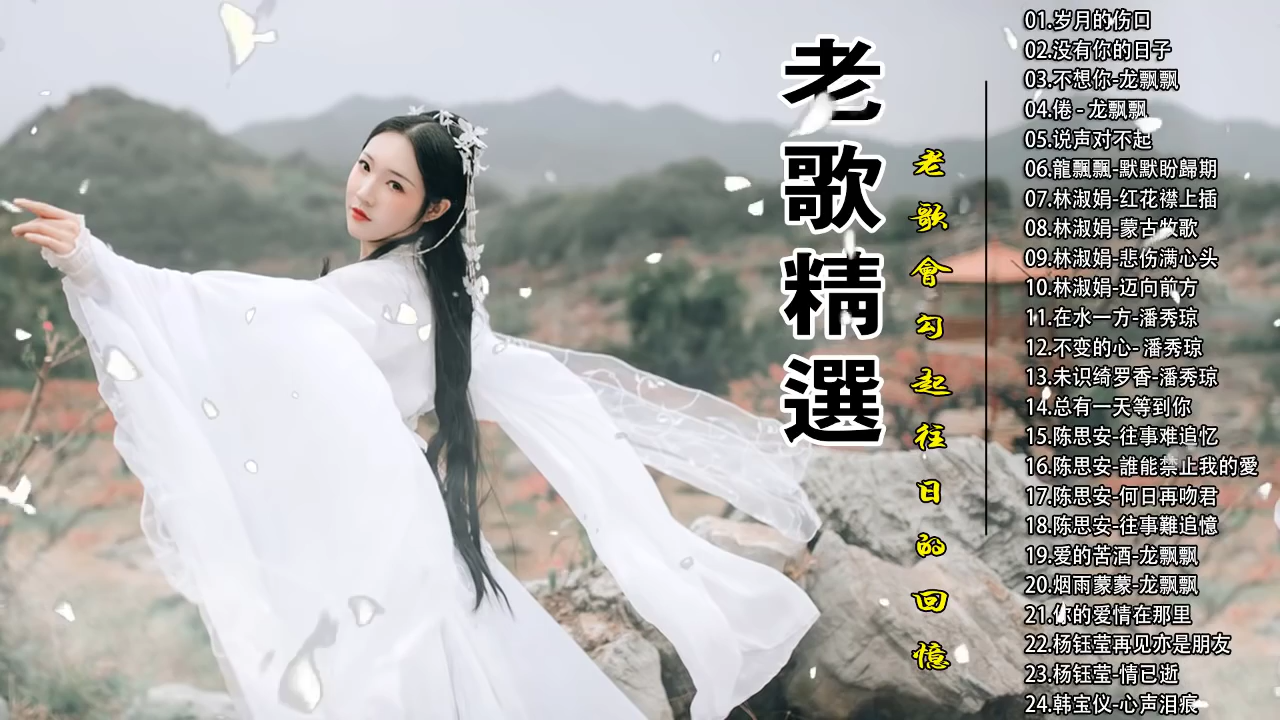 老歌精選
老歌會勾起往日的回憶
01.岁月的伤口
02.没有你的日子
03.不想你-龙飘飘
04.倦 - 龙飘飘
05.说声对不起
06.龍飄飄-默默盼歸期
07.林淑娟-红花襟上插
08.林淑娟-蒙古牧歌
09.林淑娟-悲伤满心头
10.林淑娟-迈向前方
11.在水一方-潘秀琼
12.不变的心- 潘秀琼
13.未识绮罗香-潘秀琼
14.总有一天等到你
15.陈思安-往事难追忆
16.陈思安-誰能禁止我的愛
17.陈思安-何日再吻君
18.陈思安-往事難追憶
19.爱的苦酒-龙飘飘
20.烟雨蒙蒙-龙飘飘
21.你的爱情在那里
22.杨钰莹再见亦是朋友
23.杨钰莹-情已逝
24.韩宝仪-心声泪痕